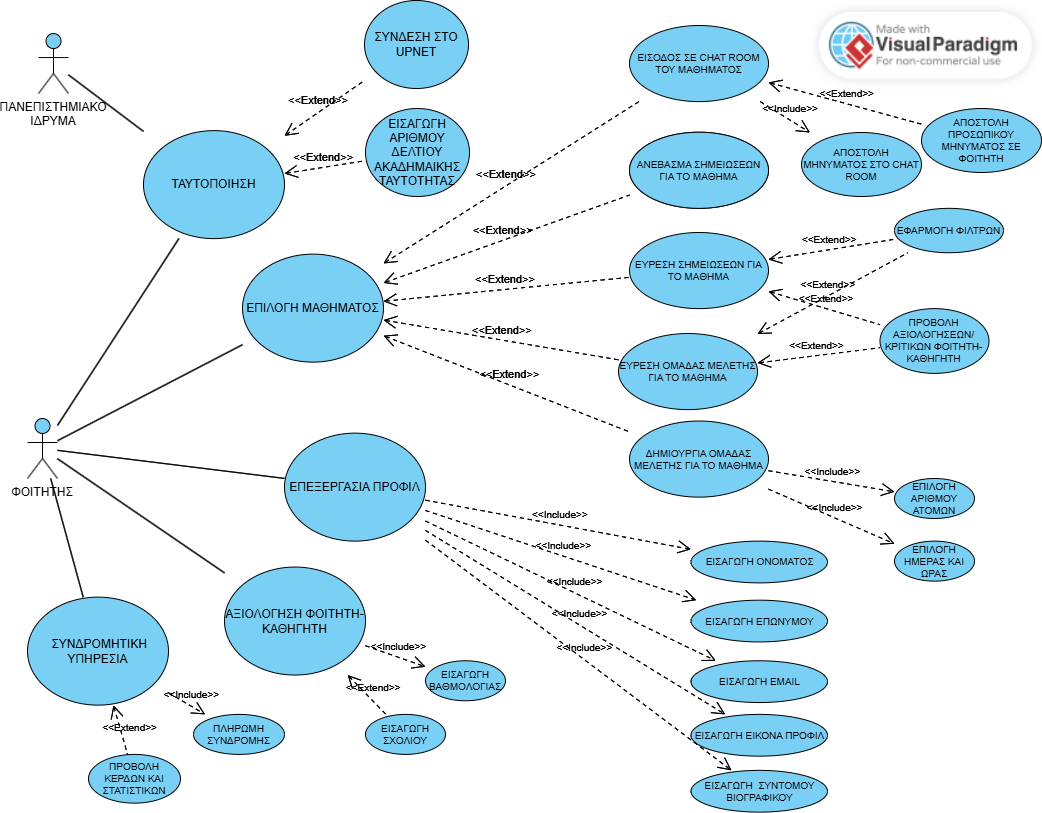 Made with
Visual Paradigm
For non-commercial use
ΠΑΝΕΠΙΣΤΗΜΙΑΚΟ
ΙΔΡΥΜΑ
ΣΥΝΔΕΣΗ ΣΤΟ
UPNET
<<Extend>>
ΕΙΣΑΓΩΓΗ
ΑΡΙΘΜΟΥ
ΔΕΛΤΙΟΥ
ΑΚΑΔΗΜΑΙΚΗΣ
ΤΑΥΤΟΤΗΤΑΣ
<<Extend>>
ΤΑΥΤΟΠΟΙΗΣΗ
ΕΙΣΟΔΟΣ ΣΕ CHAT ROOM
ΤΟΥ ΜΑΘΗΜΑΤΟΣ
<<Extend>>
<<Include>>
ΑΠΟΣΤΟΛΗ
ΠΡΟΣΩΠΙΚΟΥ
ΜΗΝΥΜΑΤΟΣ ΣΕ
ΦΟΙΤΗΤΗ
ΑΠΟΣΤΟΛΗ
ΜΗΝΥΜΑΤΟΣ ΣΤΟ CHAT
ROOM
<<Extend>>
ΑΝΕΒΑΣΜΑ ΣΗΜΕΙΩΣΕΩΝ
ΓΙΑ ΤΟ ΜΑΘΗΜΑ
<<Extend>>
ΕΦΑΡΜΟΓΗ ΦΙΛΤΡΩΝ
<<Extend>>
ΕΥΡΕΣΗ ΣΗΜΕΙΩΣΕΩΝ ΓΙΑ
ΤΟ ΜΑΘΗΜΑ
<<Extend>>
<<Extend>>
<<Extend>>
ΕΠΙΛΟΓΗ ΜΑΘΗΜΑΤΟΣ
ΠΡΟΒΟΛΗ
ΑΞΙΟΛΟΓΗΣΕΩΝ/
ΚΡΙΤΙΚΩΝ ΦΟΙΤΗΤΗ-
ΚΑΘΗΓΗΤΗ
<<Extend>>
<<Extend>>
ΕΥΡΕΣΗ ΟΜΑΔΑΣ ΜΕΛΕΤΗΣ
ΓΙΑ ΤΟ ΜΑΘΗΜΑ
<<Extend>>
ΔΗΜΙΟΥΡΓΙΑ ΟΜΑΔΑΣ
ΜΕΛΕΤΗΣ ΓΙΑ ΤΟ ΜΑΘΗΜΑ
<<Include>>
ΕΠΙΛΟΓΗ
ΑΡΙΘΜΟΥ
ΑΤΟΜΩΝ
<<Include>>
ΕΠΙΛΟΓΗ
ΗΜΕΡΑΣ ΚΑΙ
ΩΡΑΣ
ΦΟΙΤΗΤΗΣ
ΕΠΕΞΕΡΓΑΣΙΑ ΠΡΟΦΙΛ
<<Include>>
ΕΙΣΑΓΩΓΗ ΟΝΟΜΑΤΟΣ
<<Include>>
ΕΙΣΑΓΩΓΗ ΕΠΩΝΥΜΟΥ
<<Include>>
ΕΙΣΑΓΩΓΗ EMAIL
<<Include>>
ΕΙΣΑΓΩΓΗ ΕΙΚΟΝΑ ΠΡΟΦΙΛ
<<Include>>
ΕΙΣΑΓΩΓΗ ΣΥΝΤΟΜΟΥ
ΒΙΟΓΡΑΦΙΚΟΥ
ΑΞΙΟΛΟΓΗΣΗ ΦΟΙΤΗΤΗ-
ΚΑΘΗΓΗΤΗ
<<Include>>
ΕΙΣΑΓΩΓΗ
ΒΑΘΜΟΛΟΓΙΑΣ
<<Extend>>
ΕΙΣΑΓΩΓΗ
ΣΧΟΛΙΟΥ
ΣΥΝΔΡΟΜΗΤΙΚΗ
ΥΠΗΡΕΣΙΑ
<<Include>>
ΠΛΗΡΩΜΗ
ΣΥΝΔΡΟΜΗΣ
<<Extend>>
ΠΡΟΒΟΛΗ
ΚΕΡΔΩΝ ΚΑΙ
ΣΤΑΤΙΣΤΙΚΩΝ